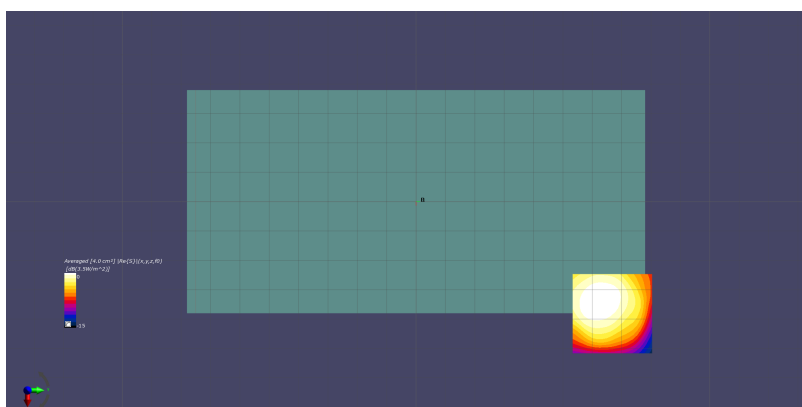 Averaged [4.0 cm²] |Re{S}|(x,y,z,f0)
[dB(3.5W/m^2)]
0
-15